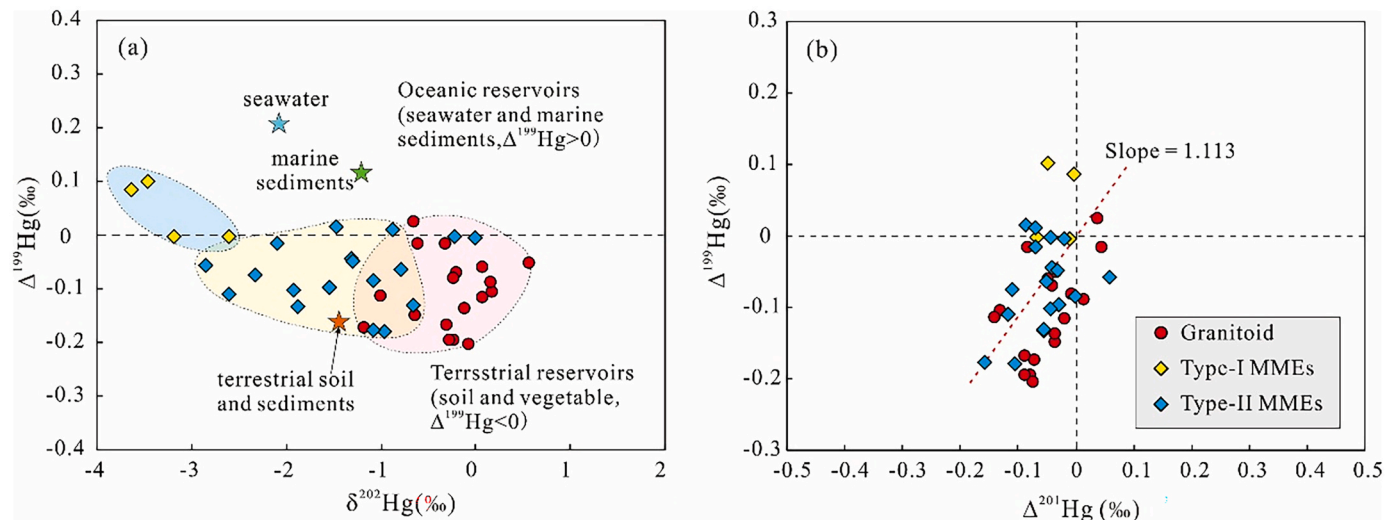 (a)
0.4
0.3
0.2
0.1
0
-0.1
-0.2
-0.3
0.4
Δ¹⁹⁹Hg(‰)
-4
-3
-2
-1
0
1
2
δ²⁰²Hg(‰)
seawater
marine
sediments
Oceanic reservoirs
(seawater and marine
sediments,Δ¹⁹⁹Hg>0)
terrestrial soil
and sediments
Terrsstrial reservoirs
(soil and vegetable,
Δ¹⁹⁹Hg<0)
(b)
0.3
0.2
0.1
0
-0.1
-0.2
-0.3
Δ¹⁹⁹Hg(‰)
-0.5
-0.4
-0.3
-0.2
-0.1
0
0.1
0.2
0.3
0.4
0.5
Δ²⁰¹Hg (‰)
Slope = 1.113
Granitoid
Typc-I MMEs
Type-II MMEs